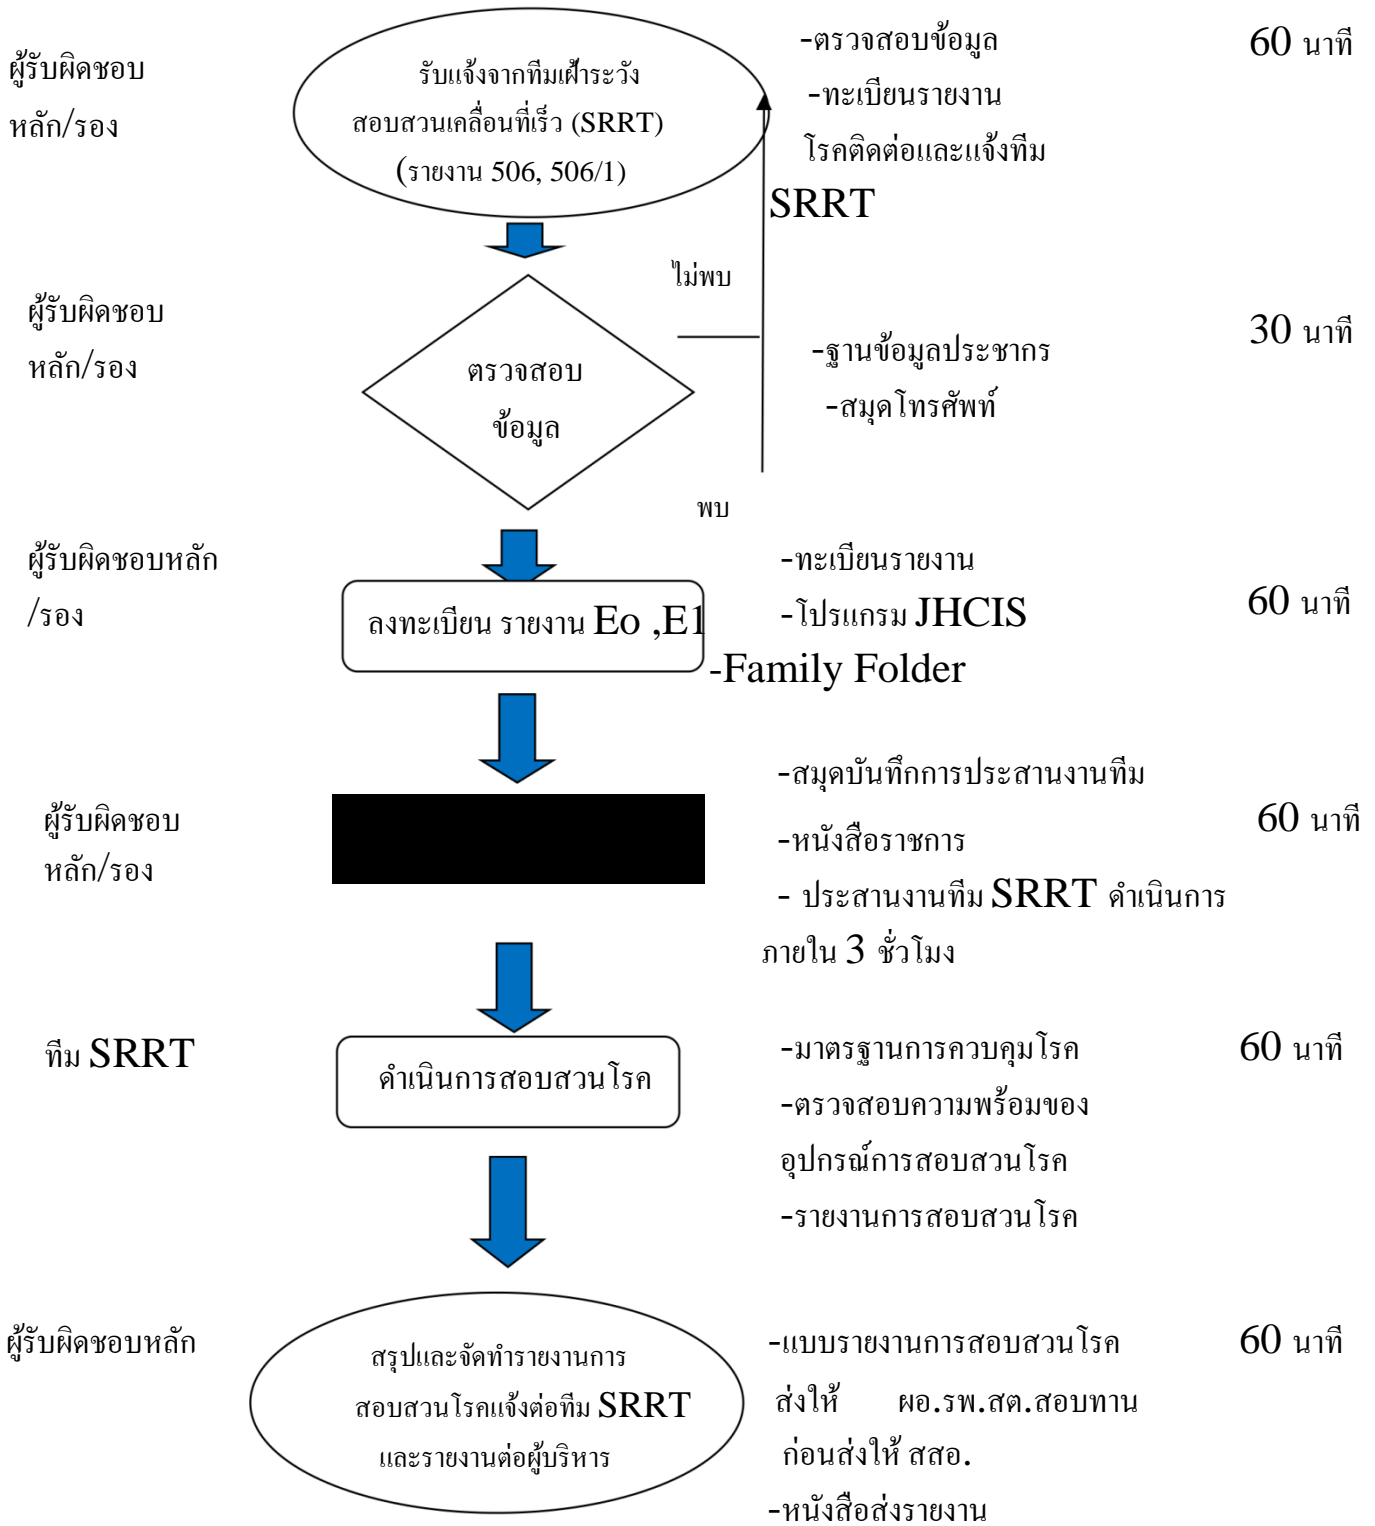 ผู้รับผิดชอบ
หลัก/รอง
รับแจ้งจากทีมเฝ้าระวัง
สอบสวนเคลื่อนที่เร็ว (SRRT)
(รายงาน 506, 506/1)
-ตรวจสอบข้อมูล
-ทะเบียนรายงาน
โรคติดต่อและแจ้งทีม
SRRT
60 นาที
ไม่พบ
ผู้รับผิดชอบ
หลัก/รอง
ตรวจสอบ
ข้อมูล
-ฐานข้อมูลประชากร
-สมุดโทรศัพท์
30 นาที
พบ
ผู้รับผิดชอบหลัก
/รอง
ลงทะเบียน รายงาน Eo ,E1
-ทะเบียนรายงาน
-โปรแกรม JHCIS
-Family Folder
60 นาที
ผู้รับผิดชอบ
หลัก/รอง
-สมุดบันทึกการประสานงานทีม
-หนังสือราชการ
- ประสานงานทีม SRRT ดำเนินการ
ภายใน 3 ชั่วโมง
60 นาที
ทีม SRRT
ดำเนินการสอบสวนโรค
-มาตรฐานการควบคุมโรค
-ตรวจสอบความพร้อมของ
อุปกรณ์การสอบสวนโรค
-รายงานการสอบสวนโรค
60 นาที
ผู้รับผิดชอบหลัก
สรุปและจัดทำรายงานการ
สอบสวนโรคแจ้งต่อทีม SRRT
และรายงานต่อผู้บริหาร
-แบบรายงานการสอบสวนโรค
ส่งให้ ผอ.รพ.สต.สอบทาน
ก่อนส่งให้ สสอ.
-หนังสือส่งรายงาน
60 นาที